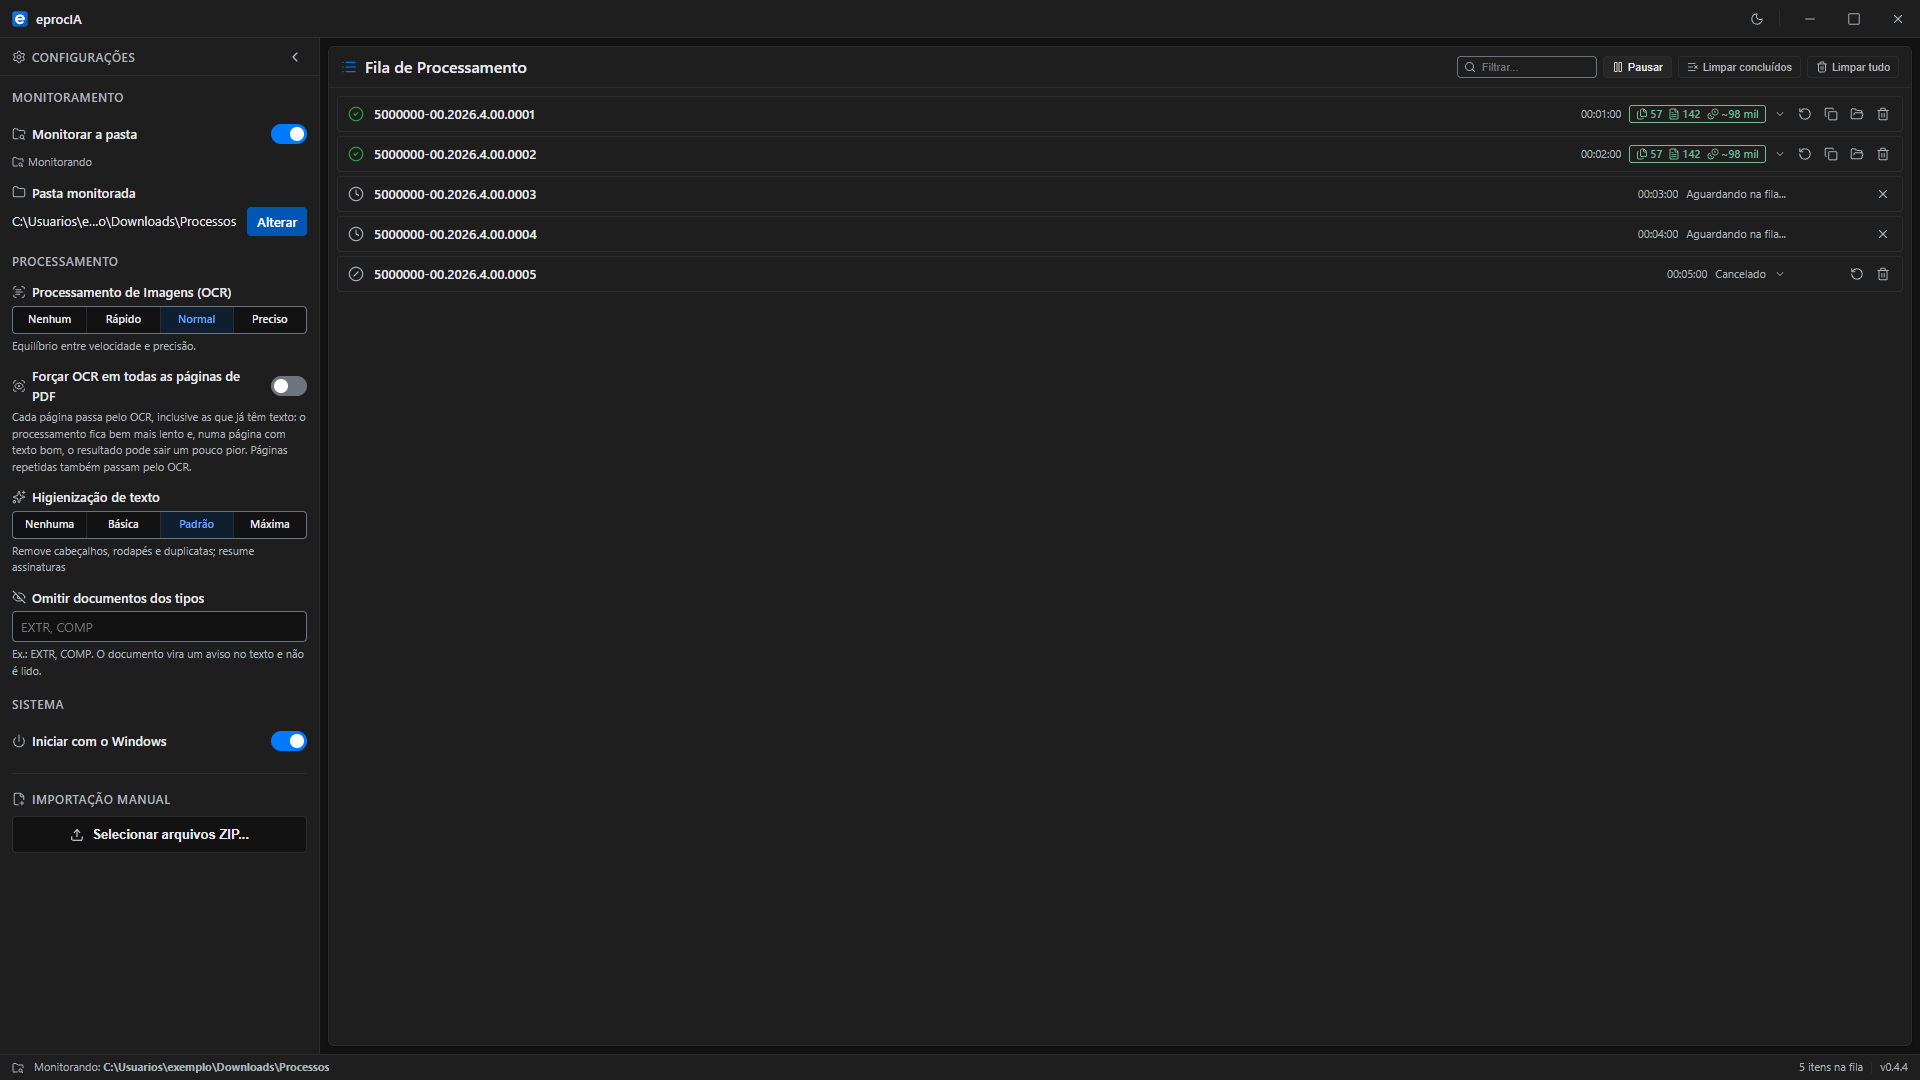 eprocIA
CONFIGURAÇÕES
MONITORAMENTO
Monitorar a pasta
Monitorando
Pasta monitorada
C:\Usuarios\e...o\Downloads\Processos
Alterar
PROCESSAMENTO
Processamento de Imagens (OCR)
Nenhum Rápido Normal Preciso
Equilíbrio entre velocidade e precisão.
Forçar OCR em todas as páginas de
PDF
Cada página passa pelo OCR, inclusive as que já têm texto: o
processamento fica bem mais lento e, numa página com
texto bom, o resultado pode sair um pouco pior. Páginas
repetidas também passam pelo OCR.
Higienização de texto
Nenhuma Básica Padrão Máxima
Remove cabeçalhos, rodapés e duplicatas; resume
assinaturas
Omitir documentos dos tipos
EXTR, COMP
Ex.: EXTR, COMP. O documento vira um aviso no texto e não
é lido.
SISTEMA
Iniciar com o Windows
IMPORTAÇÃO MANUAL
Selecionar arquivos ZIP...
Fila de Processamento
Filtrar...
Pausar
Limpar concluídos
Limpar tudo
5000000-00.2026.4.00.0001 00:01:00 57 142 ~98 mil
5000000-00.2026.4.00.0002 00:02:00 57 142 ~98 mil
5000000-00.2026.4.00.0003 00:03:00 Aguardando na fila...
5000000-00.2026.4.00.0004 00:04:00 Aguardando na fila...
5000000-00.2026.4.00.0005 00:05:00 Cancelado
Monitorando: C:\Usuarios\exemplo\Downloads\Processos
5 itens na fila v0.4.4